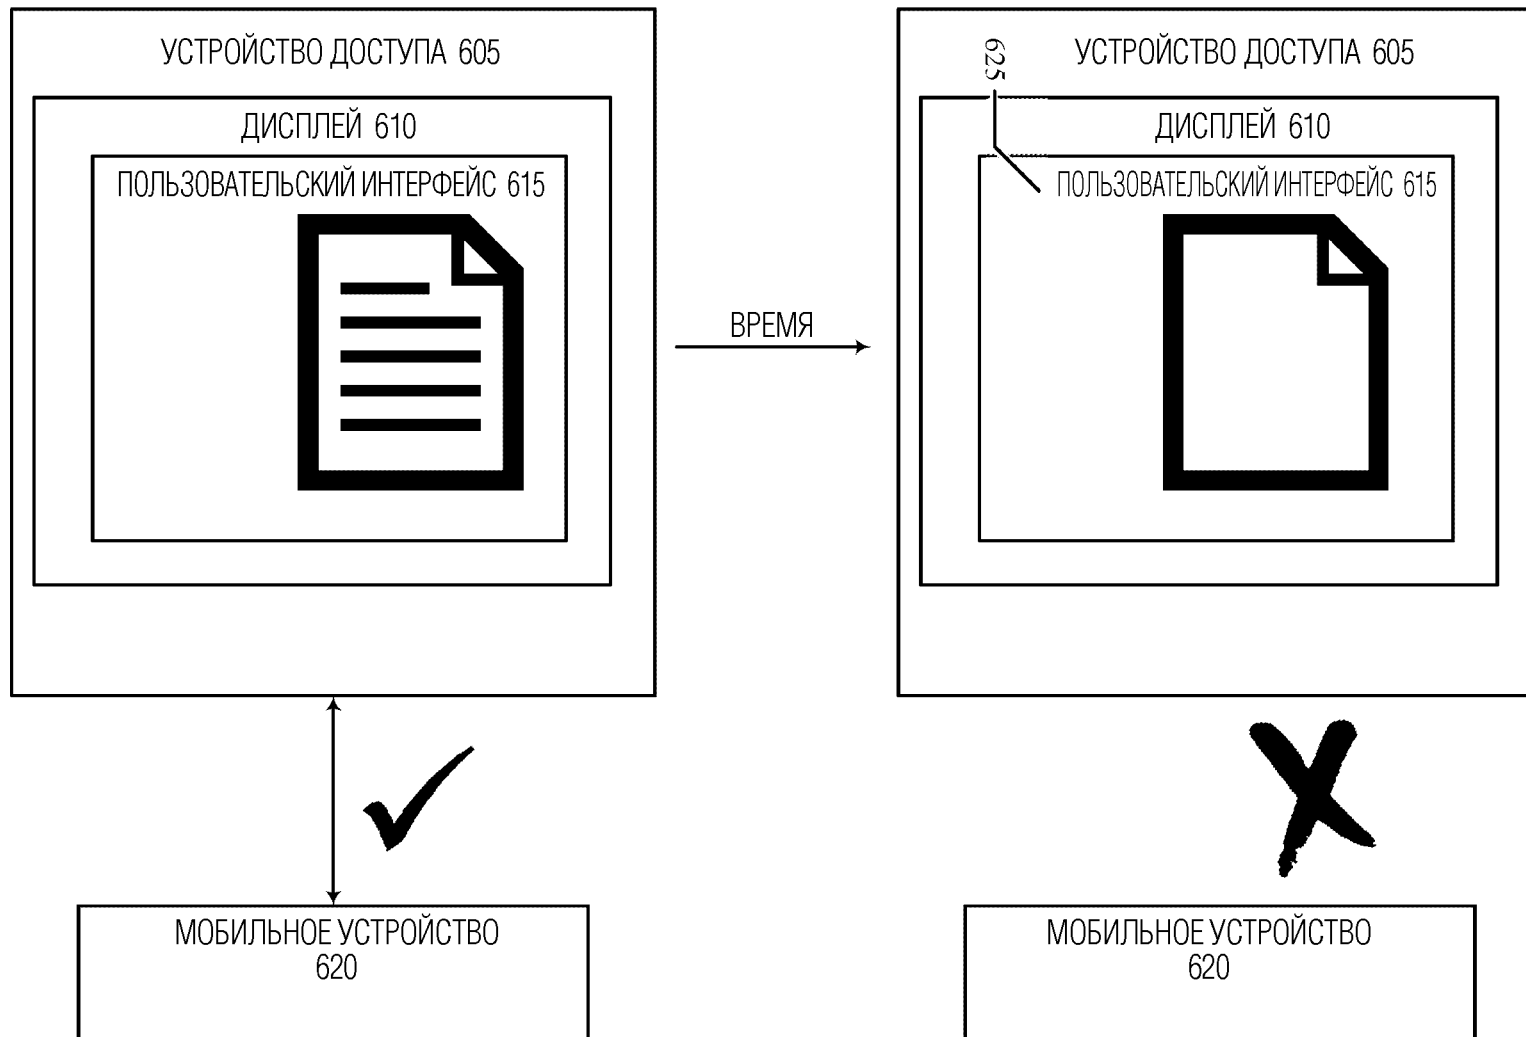 УСТРОЙСТВО ДОСТУПА 605
ДИСПЛЕЙ 610
ПОЛЬЗОВАТЕЛЬСКИЙ ИНТЕРФЕЙС 615
ВРЕМЯ
МОБИЛЬНОЕ УСТРОЙСТВО
620
625
УСТРОЙСТВО ДОСТУПА 605
ДИСПЛЕЙ 610
ПОЛЬЗОВАТЕЛЬСКИЙ ИНТЕРФЕЙС 615
МОБИЛЬНОЕ УСТРОЙСТВО
620